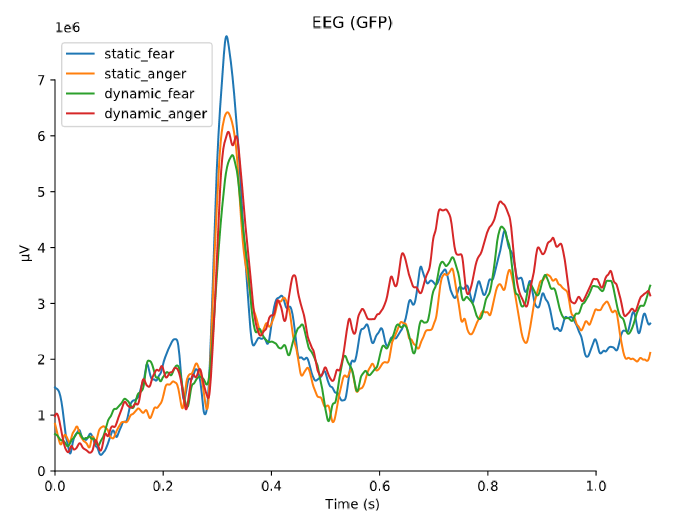 EEG (GFP)
1e6
static_fear
static_anger
dynamic_fear
dynamic_anger
7
6
5
4
3
2
1
0
µV
0.0 0.2 0.4 0.6 0.8 1.0
Time (s)